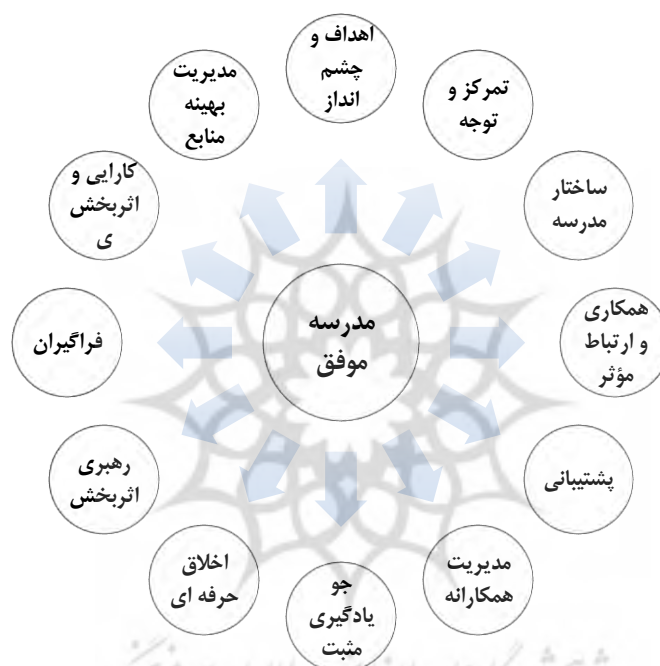 اهداف و
چشم
انداز
تمرکز و
توجه
ساختار
مدرسه
همکاری
و ارتباط
مؤثر
پشتیبانی
مدیریت
همکارانه
جو
یادگیری
مثبت
اخلاق
حرفه ای
رهبری
اثربخش
فراگیران
کارایی و
اثربخش
ی
مدیریت
بهینه
منابع
مدرسه
موفق